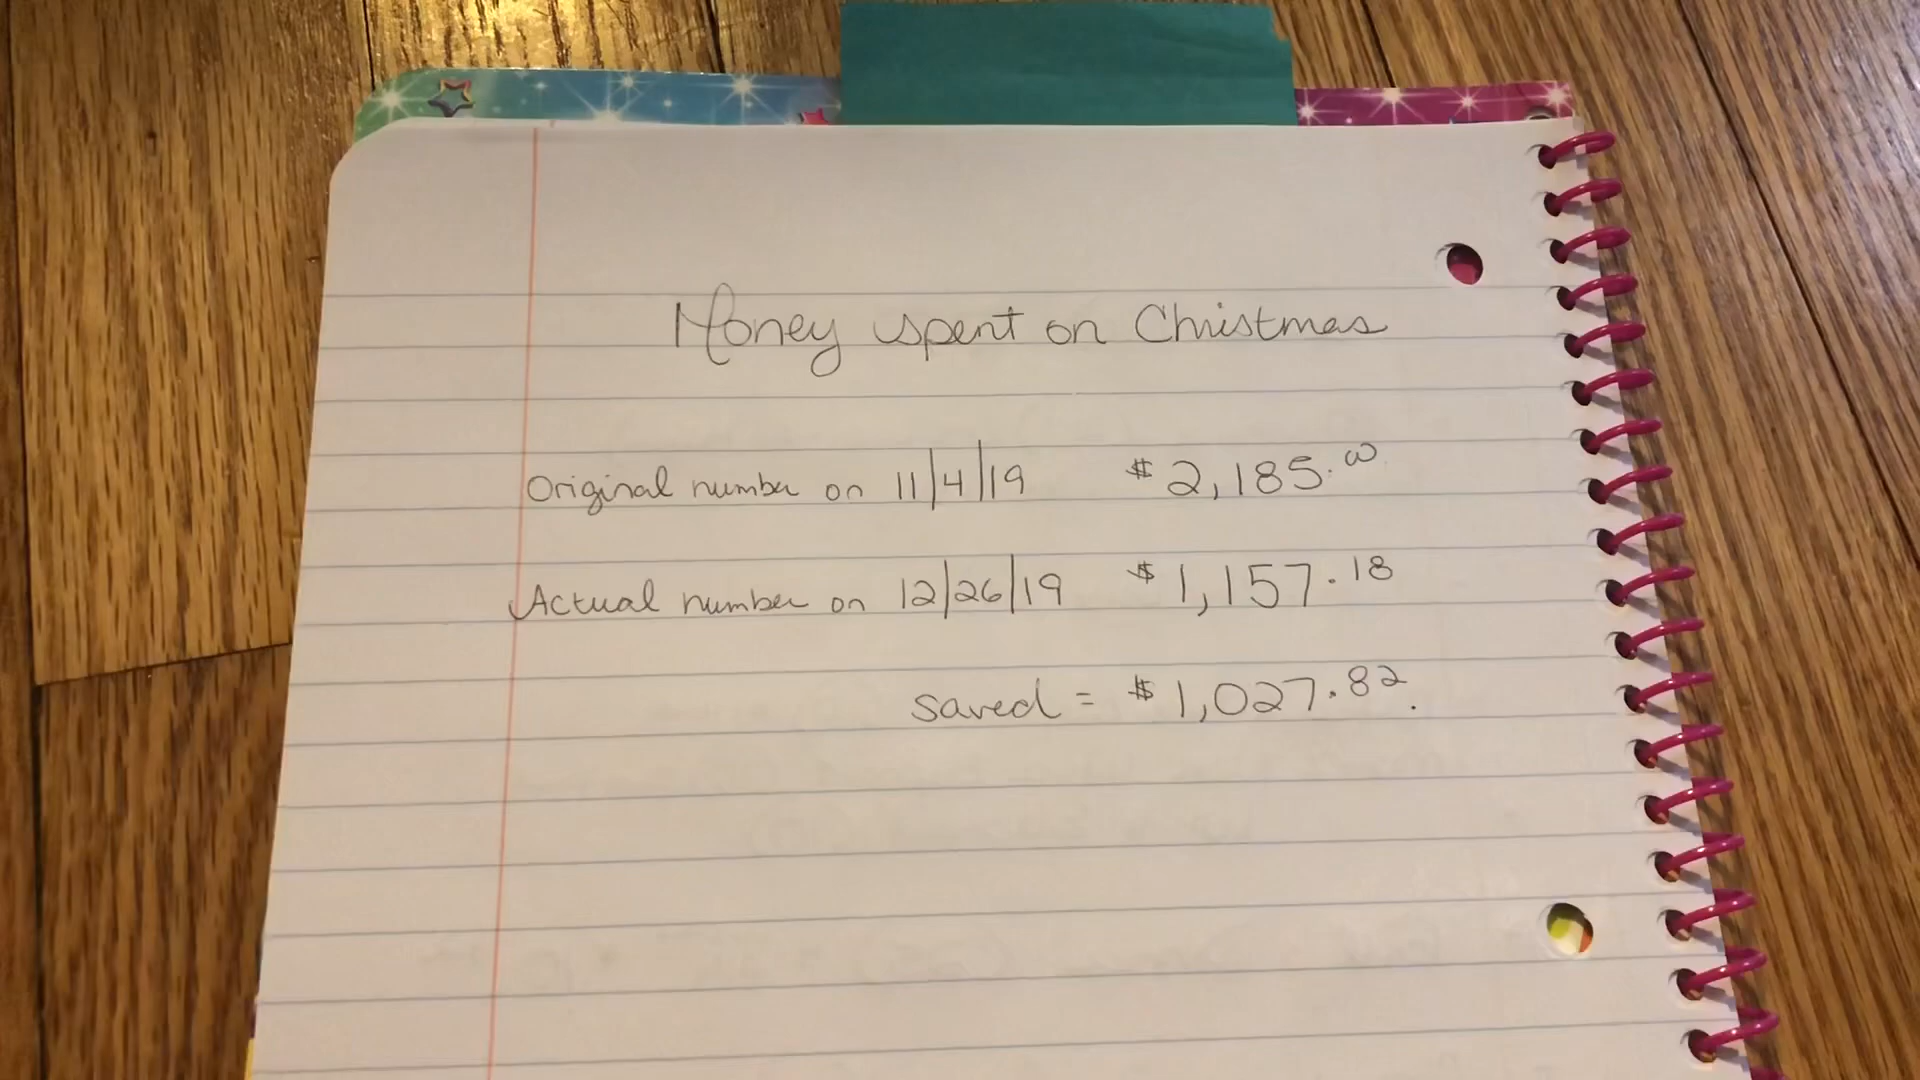 Money spent on Christmas
Original number on 11/4/19 $2,185.00
Actual number on 12/26/19 $1,157.18
saved = $1,027.82.